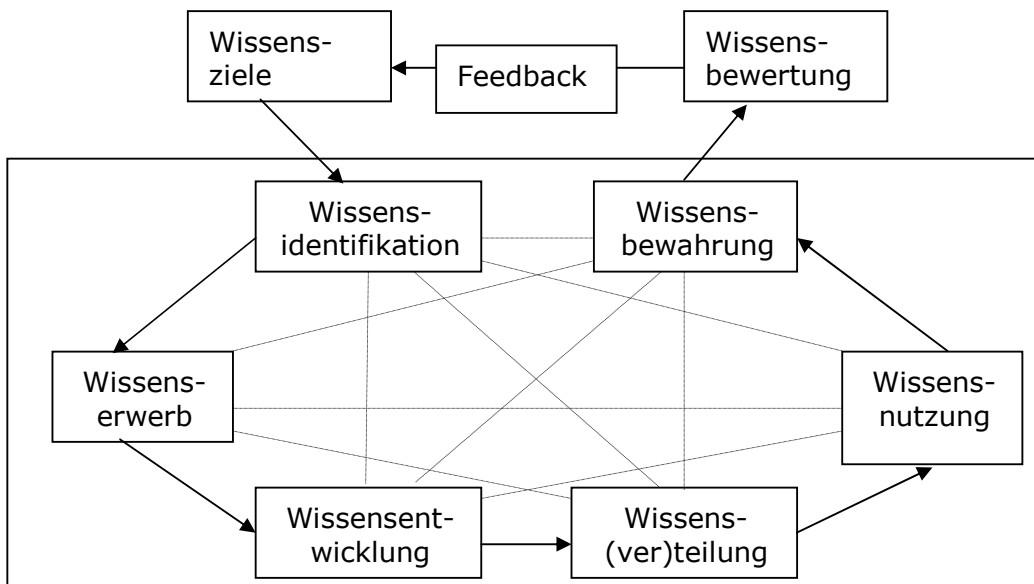 Wissens-
ziele
Feedback
Wissens-
bewertung
Wissens-
identifikation
Wissens-
bewahrung
Wissens-
erwerb
Wissens-
nutzung
Wissensent-
wicklung
Wissens-
(ver)teilung